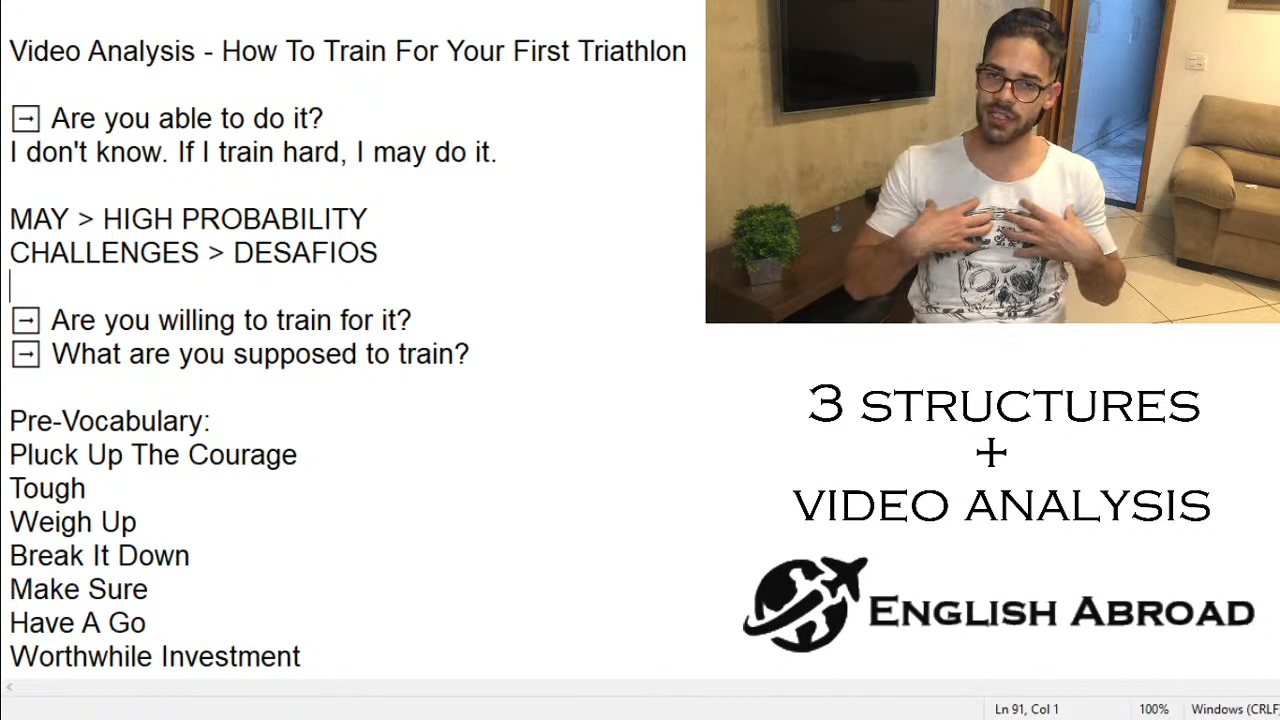 Video Analysis - How To Train For Your First Triathlon
→ Are you able to do it?
I don't know. If I train hard, I may do it.
MAY > HIGH PROBABILITY
CHALLENGES > DESAFIOS
→ Are you willing to train for it?
→ What are you supposed to train?
Pre-Vocabulary:
Pluck Up The Courage
Tough
Weigh Up
Break It Down
Make Sure
Have A Go
Worthwhile Investment
3 STRUCTURES
+
VIDEO ANALYSIS
ENGLISH ABROAD
Ln 91, Col 1
100%
Windows (CRLF